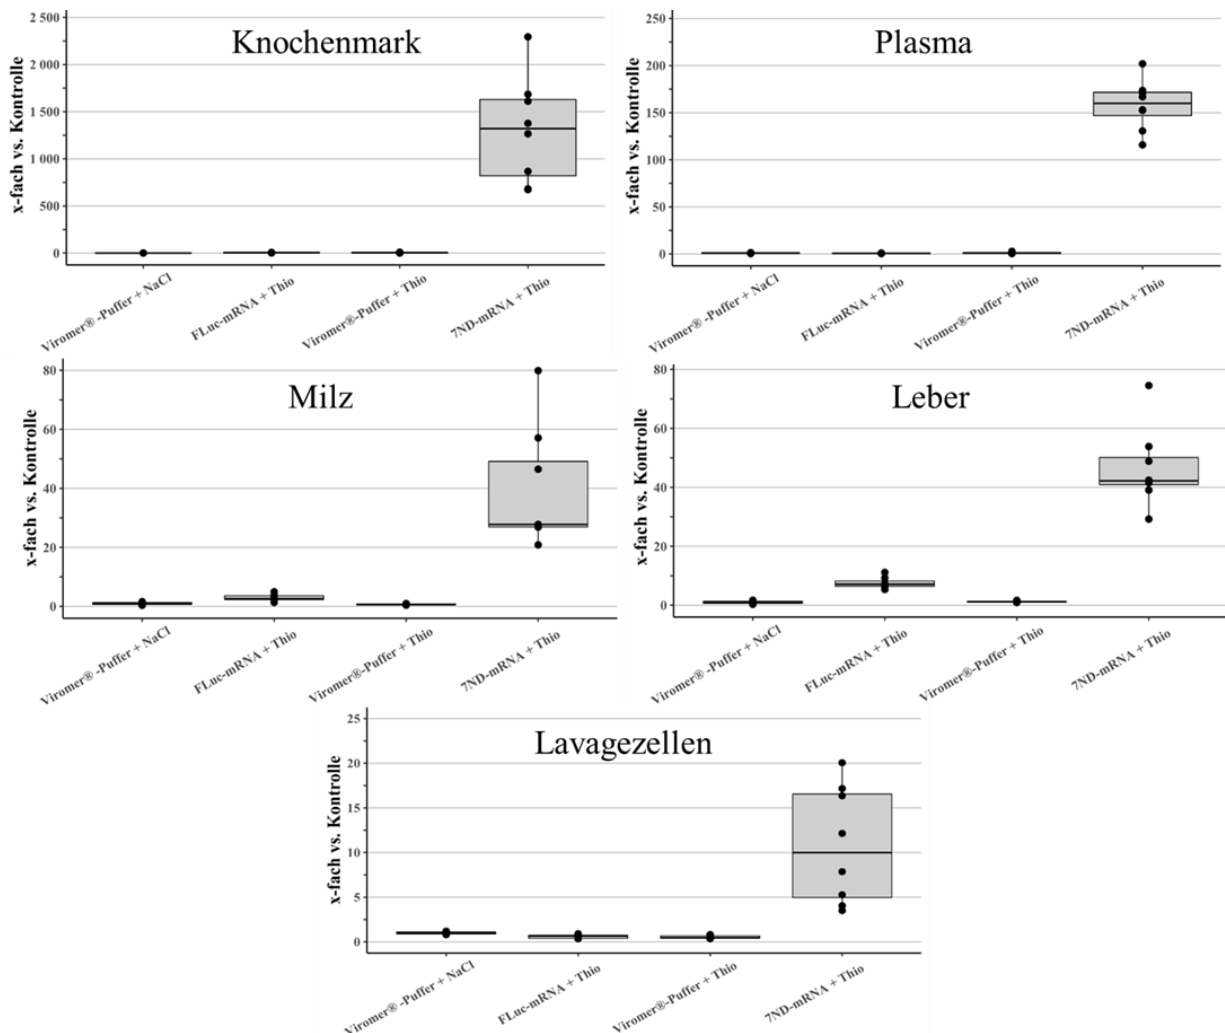 Knochenmark
x-fach vs. Kontrolle
2 500
2 000
1 500
1 000
500
0
Viromer® -Puffer + NaCl
FLuc-mRNA + Thio
Viromer®-Puffer + Thio
7ND-mRNA + Thio
Plasma
x-fach vs. Kontrolle
250
200
150
100
50
0
Viromer® -Puffer + NaCl
FLuc-mRNA + Thio
Viromer®-Puffer + Thio
7ND-mRNA + Thio
Milz
x-fach vs. Kontrolle
80
60
40
20
0
Viromer® -Puffer + NaCl
FLuc-mRNA + Thio
Viromer®-Puffer + Thio
7ND-mRNA + Thio
Leber
x-fach vs. Kontrolle
80
60
40
20
0
Viromer® -Puffer + NaCl
FLuc-mRNA + Thio
Viromer®-Puffer + Thio
7ND-mRNA + Thio
Lavagezellen
x-fach vs. Kontrolle
25
20
15
10
5
0
Viromer® -Puffer + NaCl
FLuc-mRNA + Thio
Viromer®-Puffer + Thio
7ND-mRNA + Thio